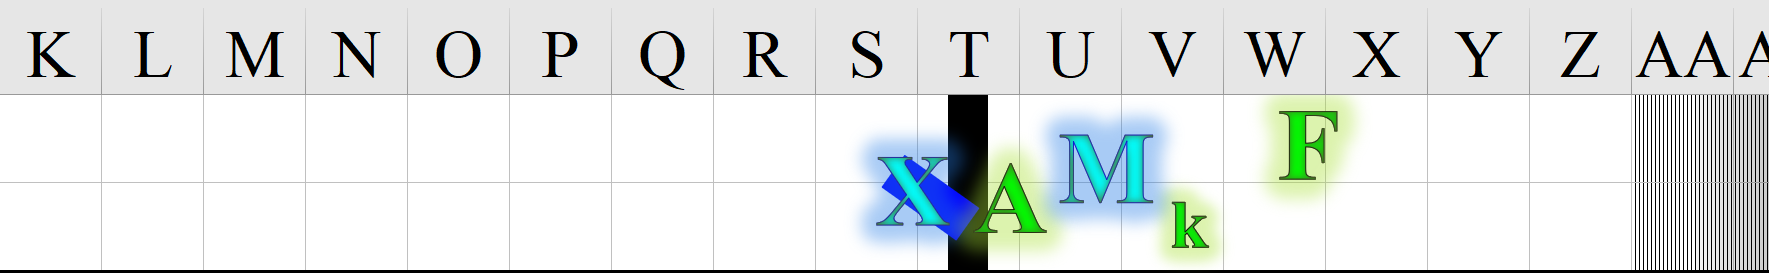 K L M N O P Q R S T U V W X Y Z AA A
X A M k F